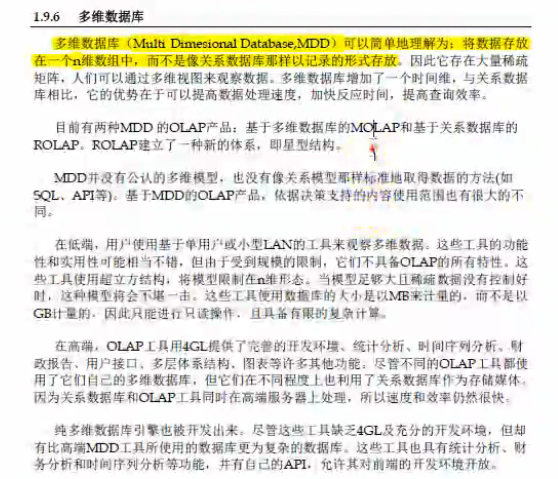 1.9.6 多维数据库
多维数据库（Multi Dimesional Database,MDD）可以简单地理解为：将数据存放
在一个n维数组中，而不是像关系数据库那样以记录的形式存放。因此它存在大量稀疏
矩阵，人们可以通过多维视图来观察数据。多维数据库增加了一个时间维，与关系数据
库相比，它的优势在于可以提高数据处理速度，加快反应时间，提高查询效率。
目前有两种MDD 的OLAP产品：基于多维数据库的MOLAP和基于关系数据库的
ROLAP。ROLAP建立了一种新的体系，即星型结构。
MDD并没有公认的多维模型，也没有像关系模型那样标准地取得数据的方法(如
SQL、API等)。基于MDD的OLAP产品，依据决策支持的内容使用范围也有很大的不
同。
在低端，用户使用基于单用户或小型LAN的工具来观察多维数据。这些工具的功能
性和实用性可能相当不错，但由于受到规模的限制，它们不具备OLAP的所有特性。这
些工具使用超立方结构，将模型限制在n维形态。当模型足够大且稀疏数据没有控制好
时，这种模型将会不堪一击。这些工具使用数据库的大小是以MB来计量的，而不是以
GB计量的，因此只能进行只读操作，且具备有限的复杂计算。
在高端，OLAP工具用4GL提供了完善的开发环境、统计分析、时间序列分析、财
政报告、用户接口、多层体系结构、图表等许多其他功能。尽管不同的OLAP工具都使
用了它们自己的多维数据库，但它们在不同程度上也利用了关系数据库作为存储媒体。
因为关系数据库和OLAP工具同时在高端服务器上处理，所以速度和效率仍然很快。
纯多维数据库引擎也被开发出来。尽管这些工具缺乏4GL及充分的开发环境，但却
有比高端MDD工具所使用的数据库更为复杂的数据库。这些工具也具有统计分析、财
务分析和时间序列分析等功能，并有自己的API，允许其对前端的开发环境开放。